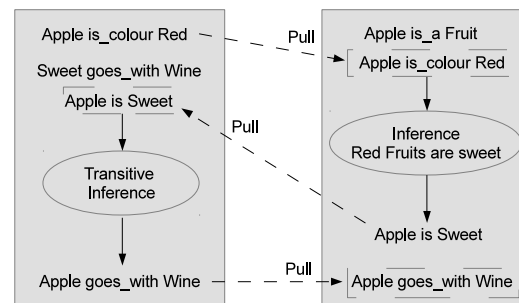 Apple is_colour Red
Sweet goes_with Wine
Apple is Sweet
Transitive
Inference
Apple goes_with Wine
Pull
Pull
Pull
Apple is_a Fruit
Apple is_colour Red
Inference
Red Fruits are sweet
Apple is Sweet
Apple goes_with Wine